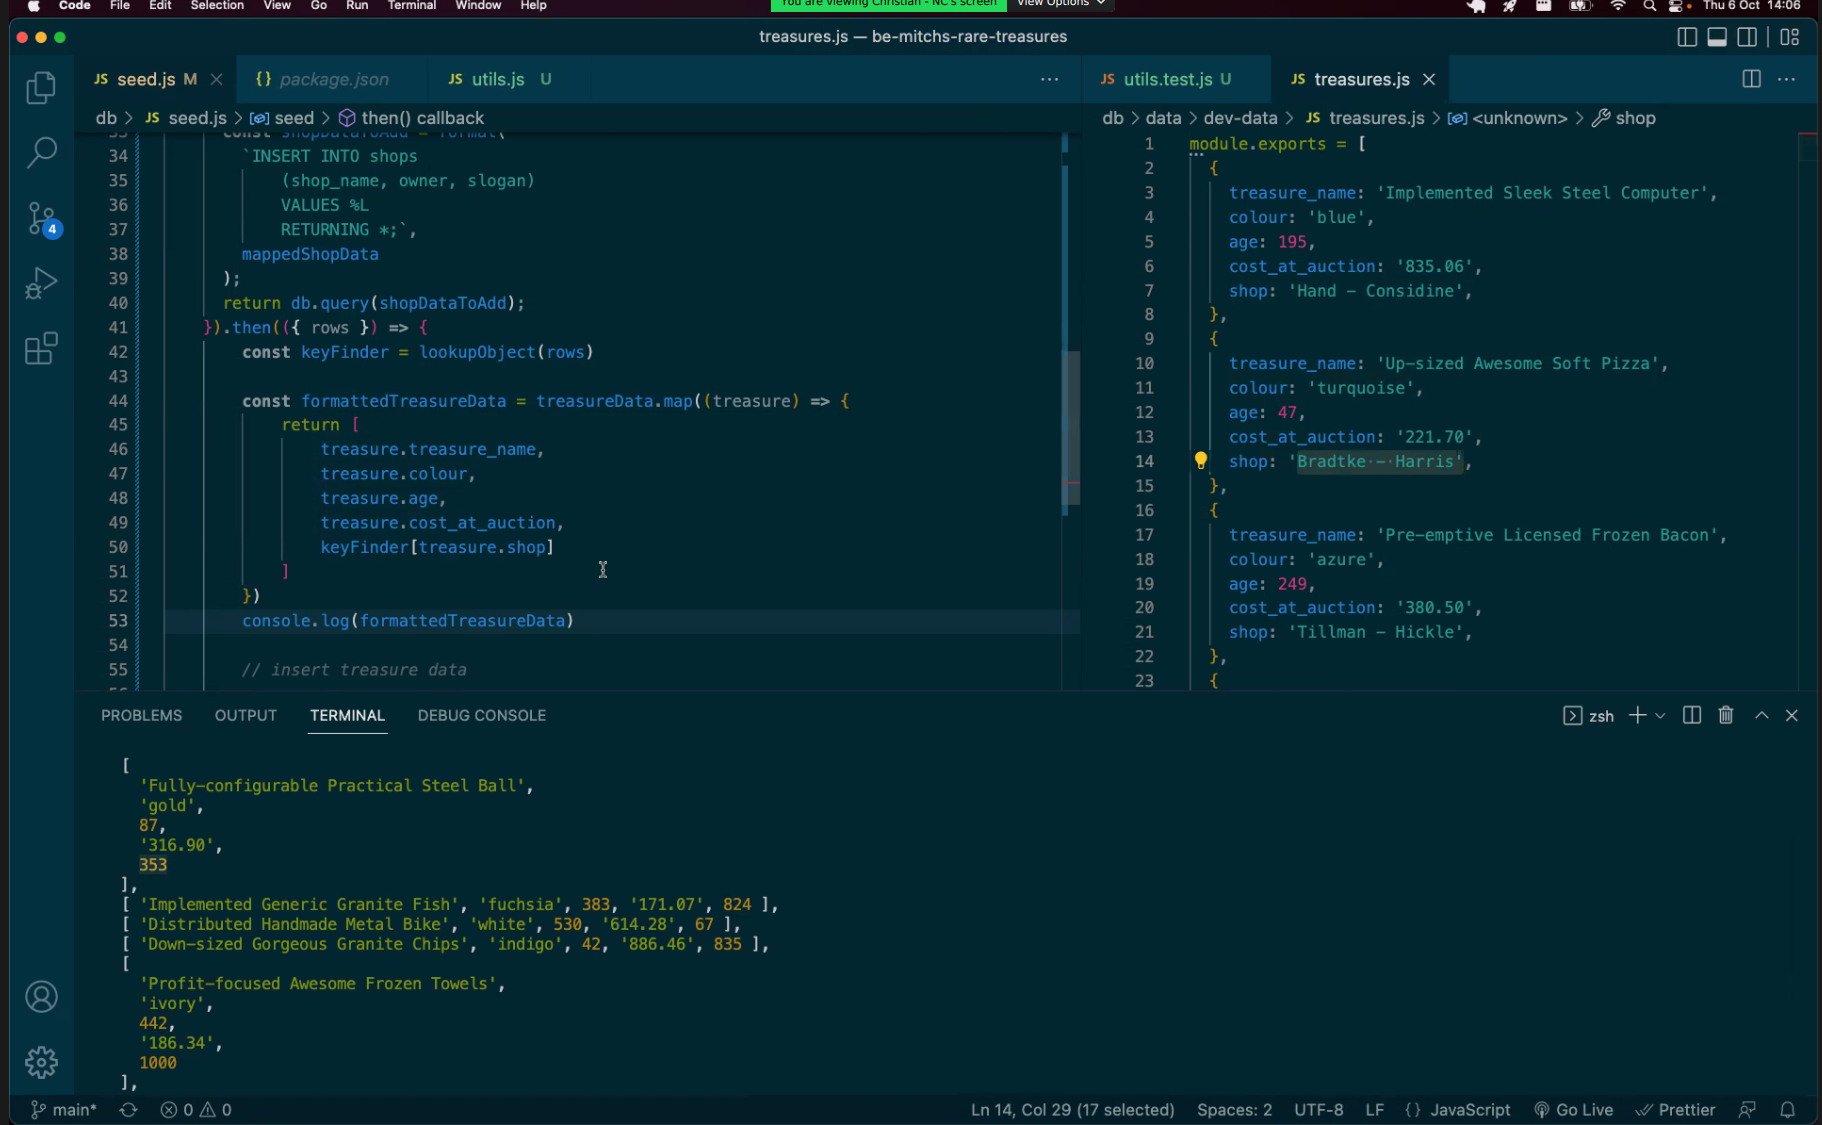 Code File Edit Selection View Go Run Terminal Window Help
You are viewing Christian - NC's screen View Options
Thu 6 Oct 14:06
treasures.js — be-mitchs-rare-treasures
JS seed.js M
{} package.json
JS utils.js U
JS utils.test.js U
JS treasures.js
db > JS seed.js > seed > then() callback
33 const shopDataToAdd = format(
34 `INSERT INTO shops
35 (shop_name, owner, slogan)
36 VALUES %L
37 RETURNING *;`,
38 mappedShopData
39 );
40 return db.query(shopDataToAdd);
41 }).then(({ rows }) => {
42 const keyFinder = lookupObject(rows)
43
44 const formattedTreasureData = treasureData.map((treasure) => {
45 return [
46 treasure.treasure_name,
47 treasure.colour,
48 treasure.age,
49 treasure.cost_at_auction,
50 keyFinder[treasure.shop]
51 ]
52 })
53 console.log(formattedTreasureData)
54
55 // insert treasure data
56
db > data > dev-data > JS treasures.js > <unknown> > shop
1 module.exports = [
2 {
3 treasure_name: 'Implemented Sleek Steel Computer',
4 colour: 'blue',
5 age: 195,
6 cost_at_auction: '835.06',
7 shop: 'Hand - Considine',
8 },
9 {
10 treasure_name: 'Up-sized Awesome Soft Pizza',
11 colour: 'turquoise',
12 age: 47,
13 cost_at_auction: '221.70',
14 shop: 'Bradtke - Harris',
15 },
16 {
17 treasure_name: 'Pre-emptive Licensed Frozen Bacon',
18 colour: 'azure',
19 age: 249,
20 cost_at_auction: '380.50',
21 shop: 'Tillman - Hickle',
22 },
23 {
4
PROBLEMS OUTPUT TERMINAL DEBUG CONSOLE
zsh
[
'Fully-configurable Practical Steel Ball',
'gold',
87,
'316.90',
353
],
[ 'Implemented Generic Granite Fish', 'fuchsia', 383, '171.07', 824 ],
[ 'Distributed Handmade Metal Bike', 'white', 530, '614.28', 67 ],
[ 'Down-sized Gorgeous Granite Chips', 'indigo', 42, '886.46', 835 ],
[
'Profit-focused Awesome Frozen Towels',
'ivory',
442,
'186.34',
1000
],
main* 0 0 Ln 14, Col 29 (17 selected) Spaces: 2 UTF-8 LF {} JavaScript Go Live Prettier